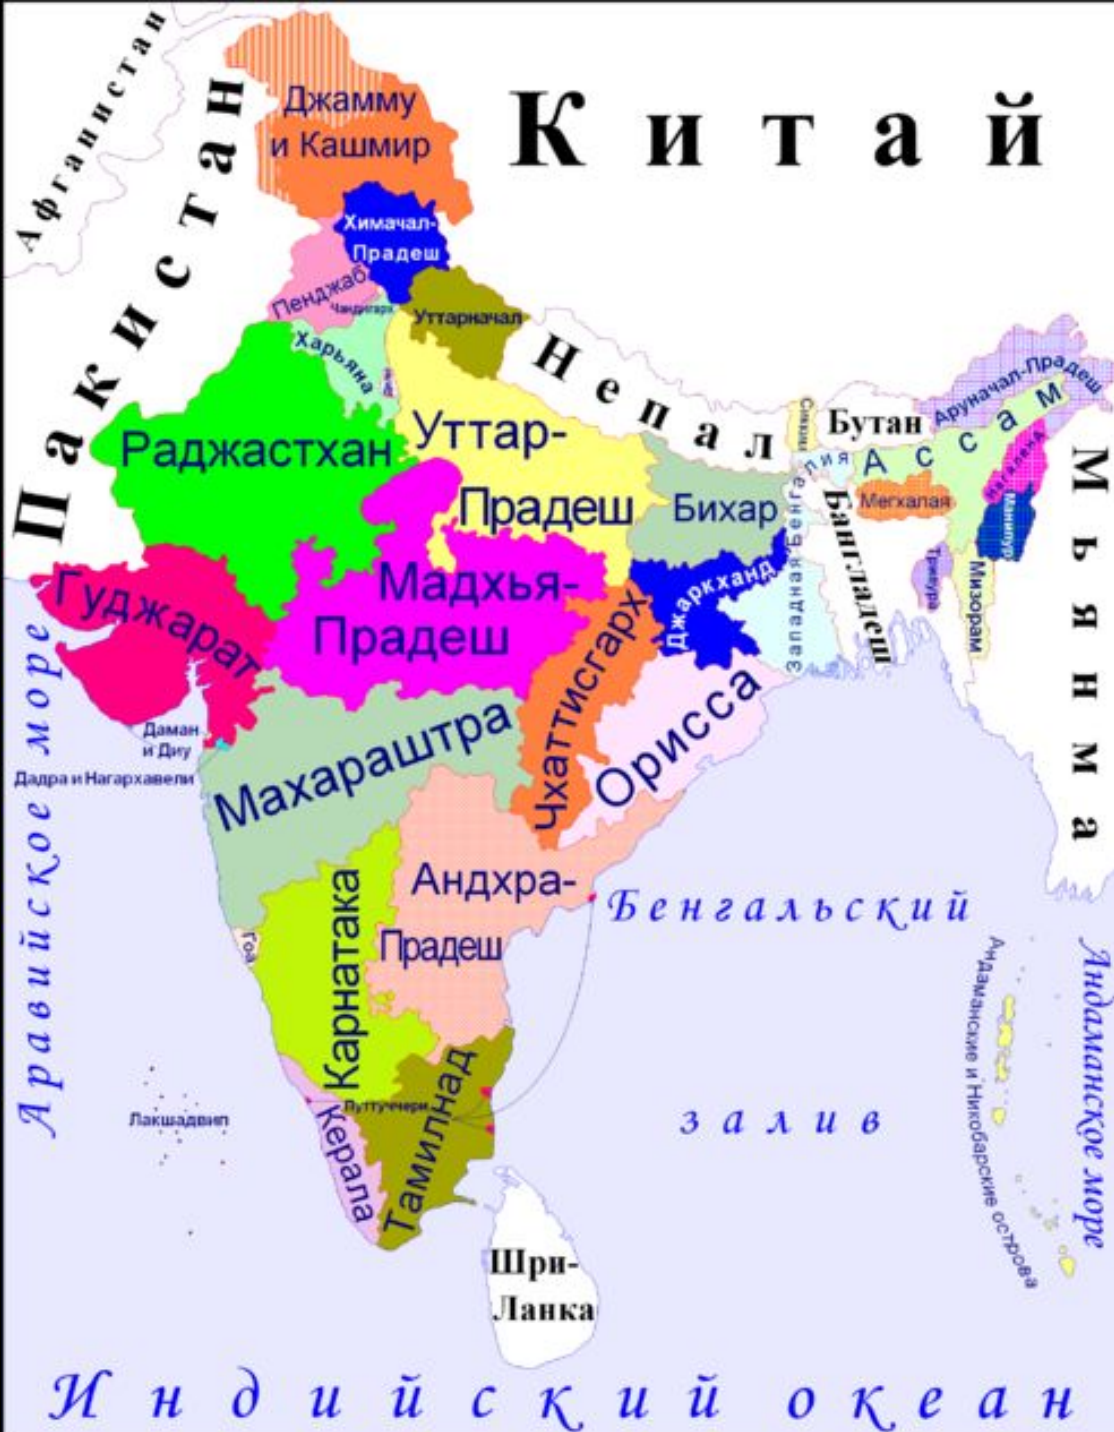 Афганистан
Пакистан
Китай
Джамму
и Кашмир
Химачал-
Прадеш
Пенджаб
Чандигарх
Уттарначал
Харьяна
Непал
Раджастхан
Уттар-
Прадеш
Сикким
Бутан
Аруначал-Прадеш
Ассам
Нагаленд
Мегхалая
Манипур
Мьянма
Бихар
Западная Бенгалия
Бангладеш
Трипура
Мизорам
Гуджарат
Мадхья-
Прадеш
Джаркханд
Чхаттисгарх
Орисса
Даман
и Диу
Дадра и Нагархавели
Махараштра
Аравийское море
Андхра-
Прадеш
Карнатака
Гоа
Бенгальский
залив
Андаманские и Никобарские острова
Андаманское море
Лакшадвип
Путтуччери
Керала
Тамилнад
Шри-
Ланка
Индийский океан